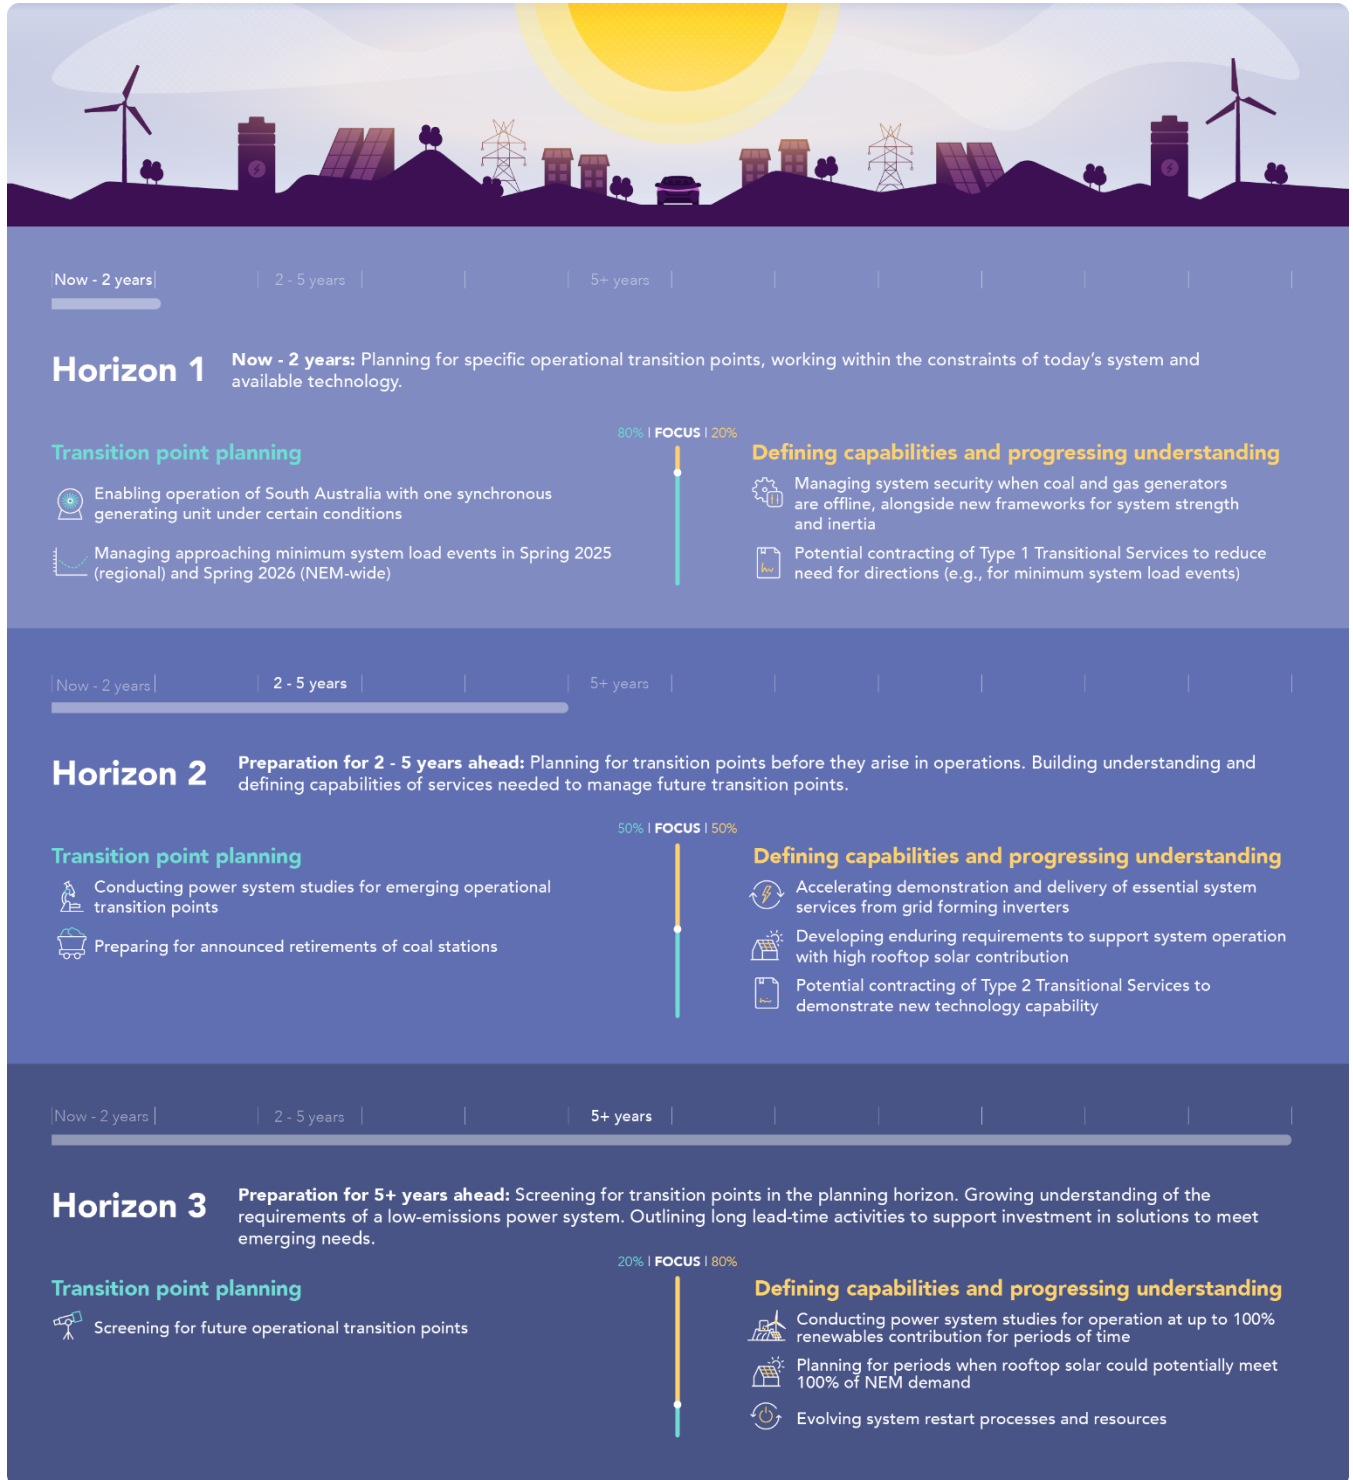 Now - 2 years
2 - 5 years
5+ years
Horizon 1
Now - 2 years: Planning for specific operational transition points, working within the constraints of today's system and
available technology.
80% | FOCUS | 20%
Transition point planning
Enabling operation of South Australia with one synchronous
generating unit under certain conditions
Managing approaching minimum system load events in Spring 2025
(regional) and Spring 2026 (NEM-wide)
Defining capabilities and progressing understanding
Managing system security when coal and gas generators
are offline, alongside new frameworks for system strength
and inertia
Potential contracting of Type 1 Transitional Services to reduce
need for directions (e.g., for minimum system load events)
Now - 2 years
2 - 5 years
5+ years
Horizon 2
Preparation for 2 - 5 years ahead: Planning for transition points before they arise in operations. Building understanding and
defining capabilities of services needed to manage future transition points.
50% | FOCUS | 50%
Transition point planning
Conducting power system studies for emerging operational
transition points
Preparing for announced retirements of coal stations
Defining capabilities and progressing understanding
Accelerating demonstration and delivery of essential system
services from grid forming inverters
Developing enduring requirements to support system operation
with high rooftop solar contribution
Potential contracting of Type 2 Transitional Services to
demonstrate new technology capability
Now - 2 years
2 - 5 years
5+ years
Horizon 3
Preparation for 5+ years ahead: Screening for transition points in the planning horizon. Growing understanding of the
requirements of a low-emissions power system. Outlining long lead-time activities to support investment in solutions to meet
emerging needs.
20% | FOCUS | 80%
Transition point planning
Screening for future operational transition points
Defining capabilities and progressing understanding
Conducting power system studies for operation at up to 100%
renewables contribution for periods of time
Planning for periods when rooftop solar could potentially meet
100% of NEM demand
Evolving system restart processes and resources